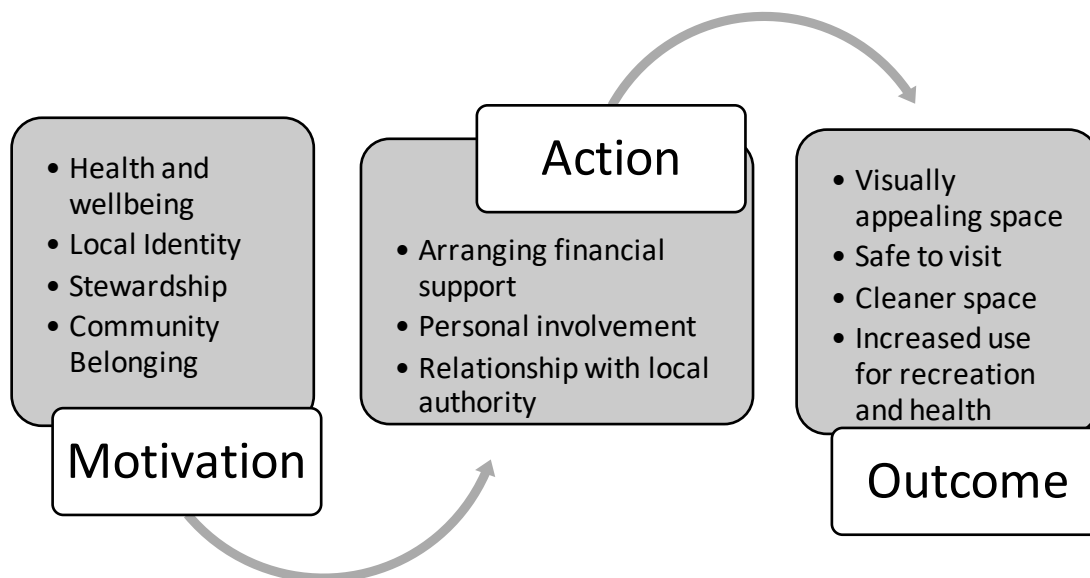 • Health and
wellbeing
• Local Identity
• Stewardship
• Community
Belonging
Motivation
Action
• Arranging financial
support
• Personal involvement
• Relationship with local
authority
• Visually
appealing space
• Safe to visit
• Cleaner space
• Increased use
for recreation
and health
Outcome